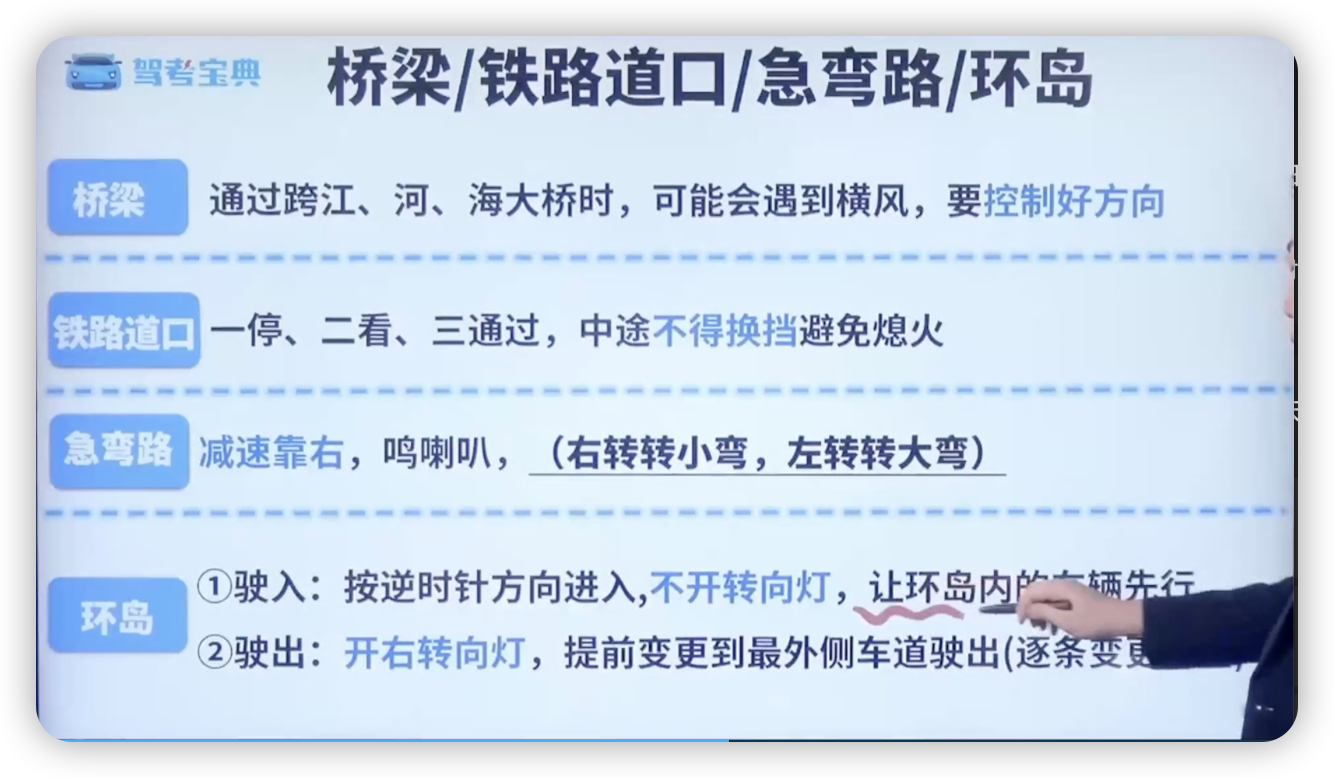 驾考宝典
桥梁/铁路道口/急弯路/环岛
桥梁
通过跨江、河、海大桥时，可能会遇到横风，要控制好方向
铁路道口
一停、二看、三通过，中途不得换挡避免熄火
急弯路
减速靠右，鸣喇叭，（右转转小弯，左转转大弯）
环岛
①驶入：按逆时针方向进入,不开转向灯，让环岛内的车辆先行
②驶出：开右转向灯，提前变更到最外侧车道驶出(逐条变更